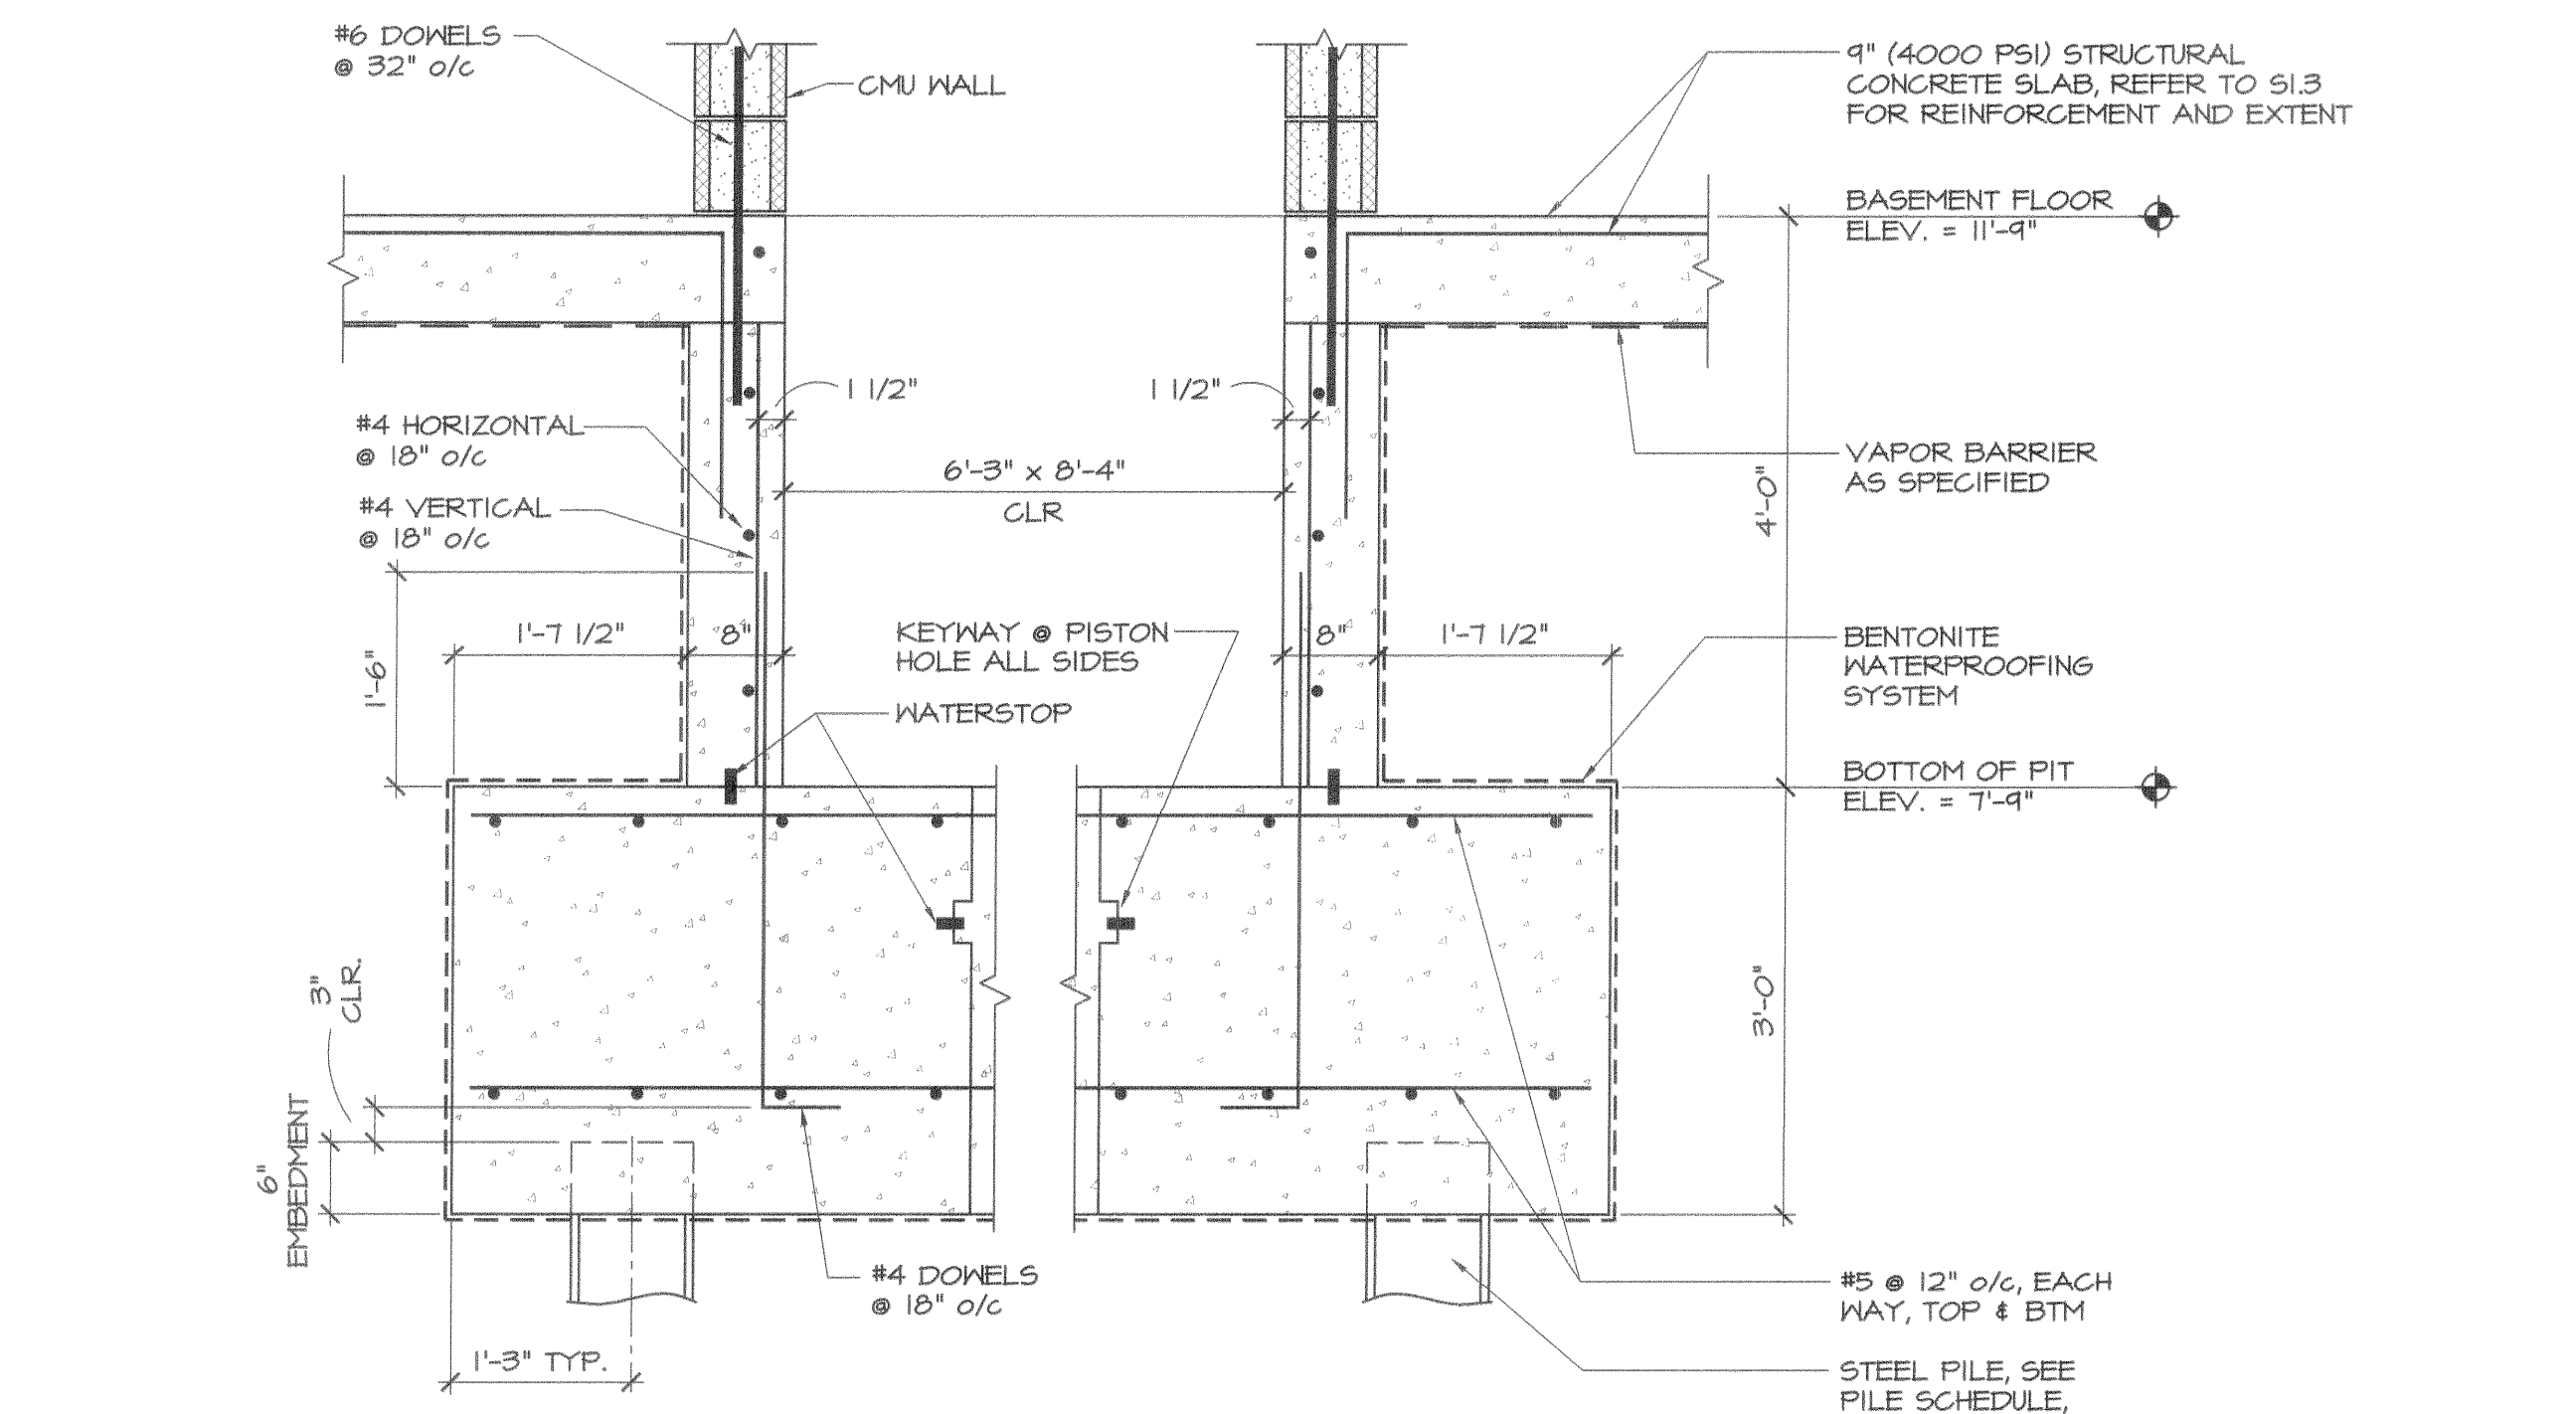 #6 DOWELS
@ 32" o/c
CMU WALL
9" (4000 PSI) STRUCTURAL
CONCRETE SLAB, REFER TO S1.3
FOR REINFORCEMENT AND EXTENT
BASEMENT FLOOR
ELEV. = 11'-9"
1 1/2"
1 1/2"
#4 HORIZONTAL
@ 18" o/c
6'-3" x 8'-4"
CLR
VAPOR BARRIER
AS SPECIFIED
4'-0"
#4 VERTICAL
@ 18" o/c
1'-6"
1'-7 1/2"
8"
KEYWAY @ PISTON
HOLE ALL SIDES
8"
1'-7 1/2"
BENTONITE
WATERPROOFING
SYSTEM
WATERSTOP
BOTTOM OF PIT
ELEV. = 7'-9"
3"
CLR.
3'-0"
6"
EMBEDMENT
#4 DOWELS
@ 18" o/c
#5 @ 12" o/c, EACH
WAY, TOP & BTM
1'-3" TYP.
STEEL PILE, SEE
PILE SCHEDULE,